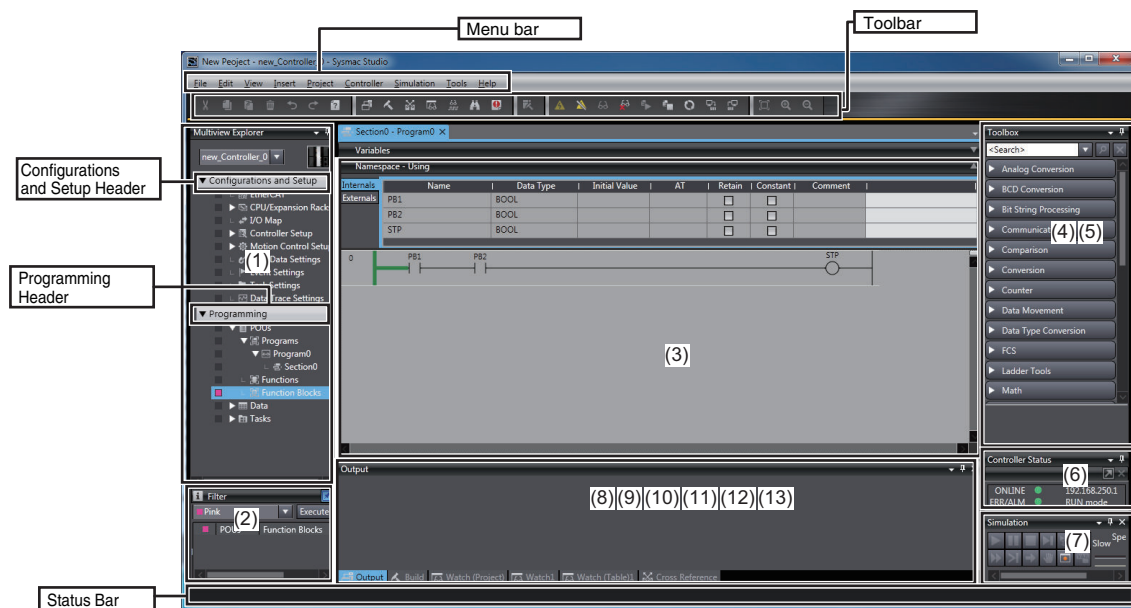 Menu bar
Toolbar
New Peoject - new_Controller_0 - Sysmac Studio
File Edit View Insert Project Controller Simulation Tools Help
Multiview Explorer
new_Controller_0
Configurations
and Setup Header
Configurations and Setup
EtherCAT
CPU/Expansion Rack
I/O Map
Controller Setup
Motion Control Setu
(1)
Data Settings
Event Settings
Task Settings
Data Trace Settings
Programming
Header
Programming
POUs
Programs
Program0
Section0
Functions
Function Blocks
Data
Tasks
Filter
Pink
Execute
(2)
POUs Function Blocks
Section0 - Program0
Variables
Namespace - Using
Internals
Externals
Name Data Type Initial Value AT Retain Constant Comment
PB1 BOOL
PB2 BOOL
STP BOOL
0 PB1 PB2 STP
(3)
Output
(8) (9) (10) (11) (12) (13)
Output Build Watch (Project) Watch1 Watch (Table)1 Cross Reference
Toolbox
<Search>
Analog Conversion
BCD Conversion
Bit String Processing
Communicat
(4) (5)
Comparison
Conversion
Counter
Data Movement
Data Type Conversion
FCS
Ladder Tools
Math
Controller Status
(6)
ONLINE 192.168.250.1
ERR/ALM RUN mode
Simulation
(7)
Slow Spe
Status Bar